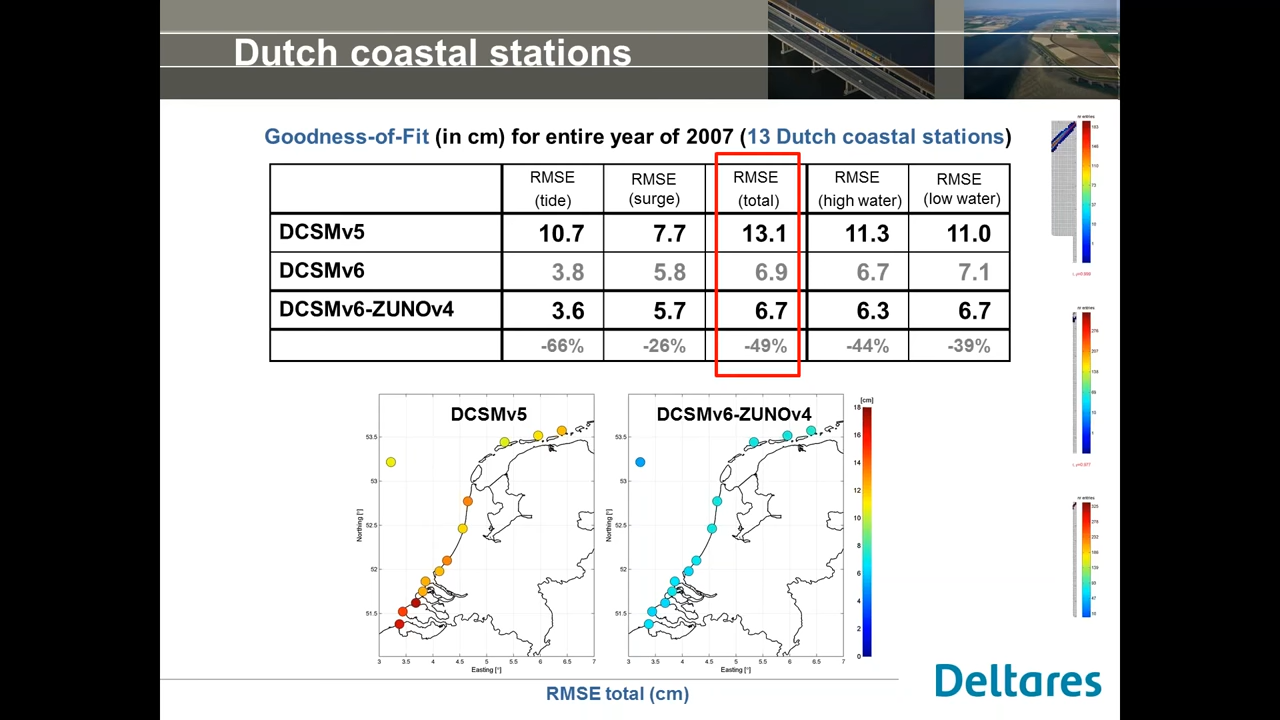 Dutch coastal stations
Goodness-of-Fit (in cm) for entire year of 2007 (13 Dutch coastal stations)
RMSE (tide) RMSE (surge) RMSE (total) RMSE (high water) RMSE (low water)
DCSMv5 10.7 7.7 13.1 11.3 11.0
DCSMv6 3.8 5.8 6.9 6.7 7.1
DCSMv6-ZUNOv4 3.6 5.7 6.7 6.3 6.7
-66% -26% -49% -44% -39%
DCSMv5
53.5
53
52.5
52
51.5
Northing [°]
3 3.5 4 4.5 5 5.5 6 6.5 7
Easting [°]
DCSMv6-ZUNOv4
53.5
53
52.5
52
51.5
Northing [°]
3 3.5 4 4.5 5 5.5 6 6.5 7
Easting [°]
[cm]
18
16
14
12
10
8
6
4
2
0
RMSE total (cm)
Deltares
nr entries
nr entries
nr entries